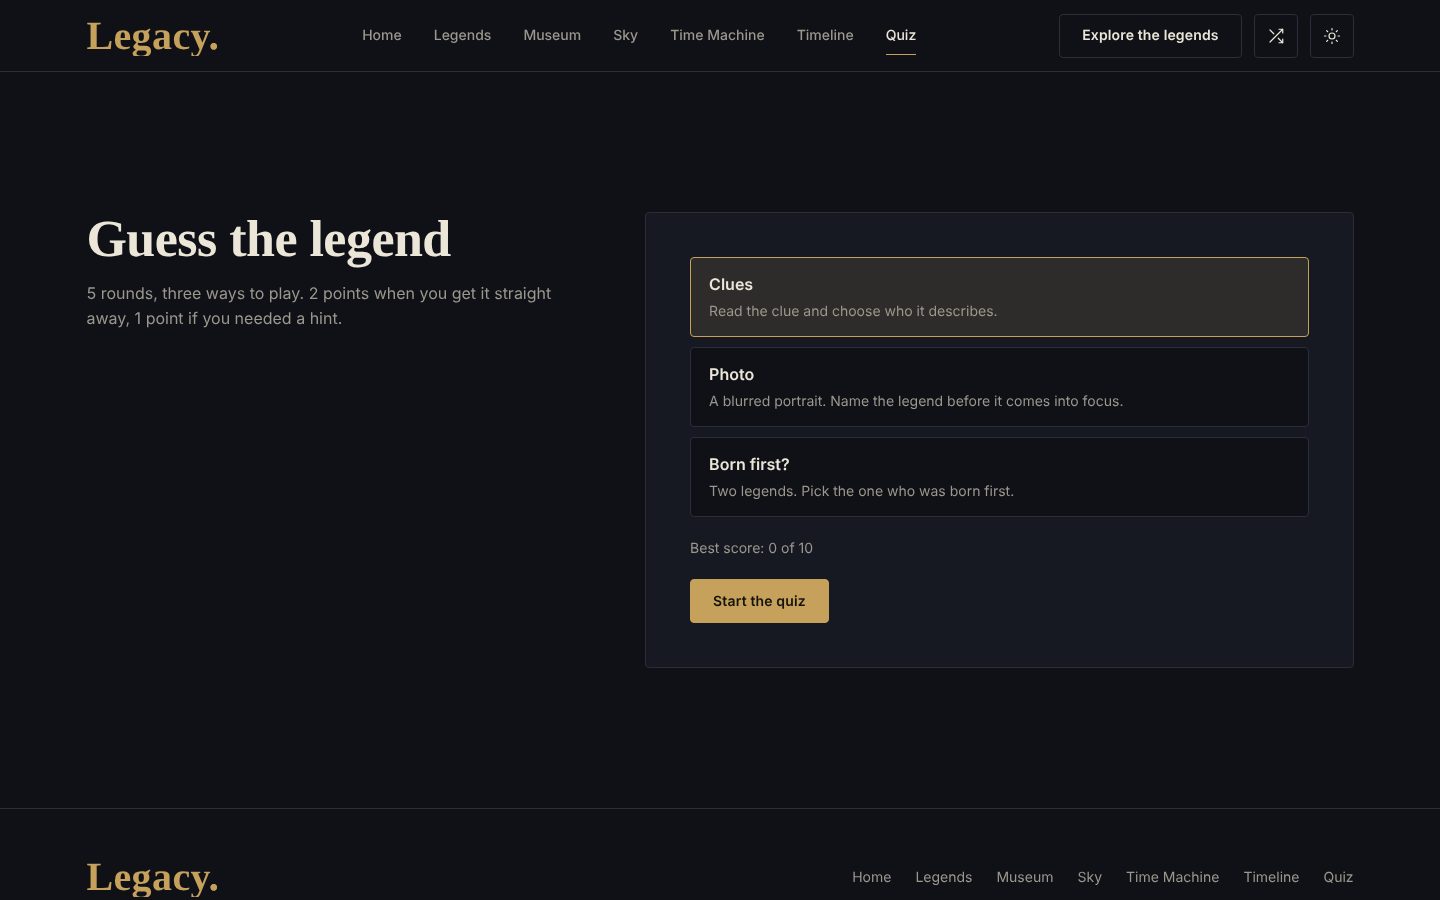 Legacy.
Home Legends Museum Sky Time Machine Timeline Quiz
Explore the legends
Guess the legend
5 rounds, three ways to play. 2 points when you get it straight
away, 1 point if you needed a hint.
Clues
Read the clue and choose who it describes.
Photo
A blurred portrait. Name the legend before it comes into focus.
Born first?
Two legends. Pick the one who was born first.
Best score: 0 of 10
Start the quiz
Legacy.
Home Legends Museum Sky Time Machine Timeline Quiz